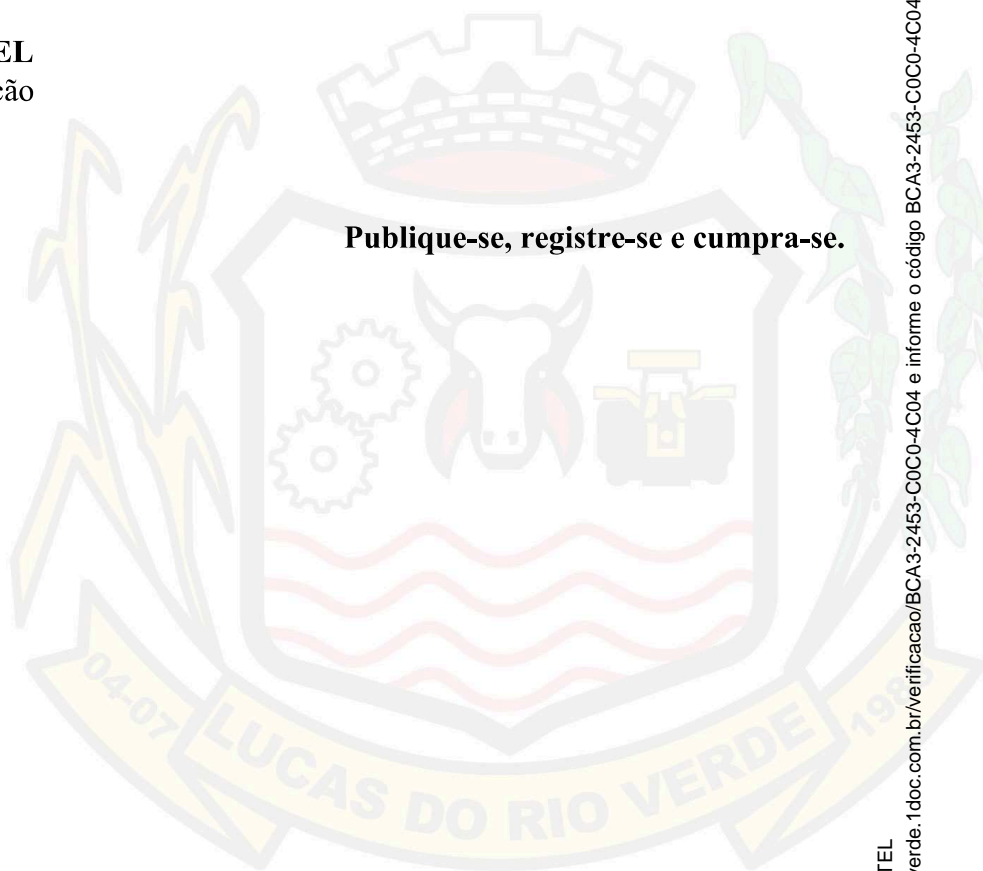 EL
ção
Publique-se, registre-se e cumpra-se.
04-07
LUCAS DO RIO VERDE
1988
TEL
verde.1doc.com.br/verificacao/BCA3-2453-C0C0-4C04 e informe o código BCA3-2453-C0C0-4C04